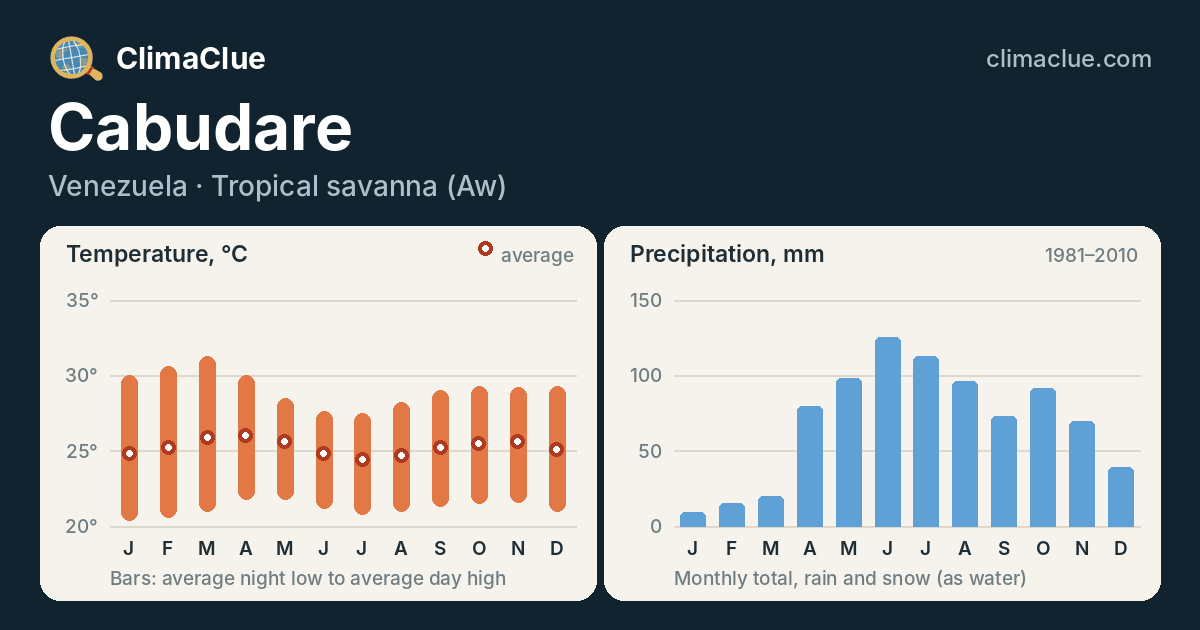 ClimaClue
climaclue.com
Cabudare
Venezuela · Tropical savanna (Aw)
Temperature, °C
average
35°
30°
25°
20°
J F M A M J J A S O N D
Bars: average night low to average day high
Precipitation, mm
1981–2010
150
100
50
0
J F M A M J J A S O N D
Monthly total, rain and snow (as water)